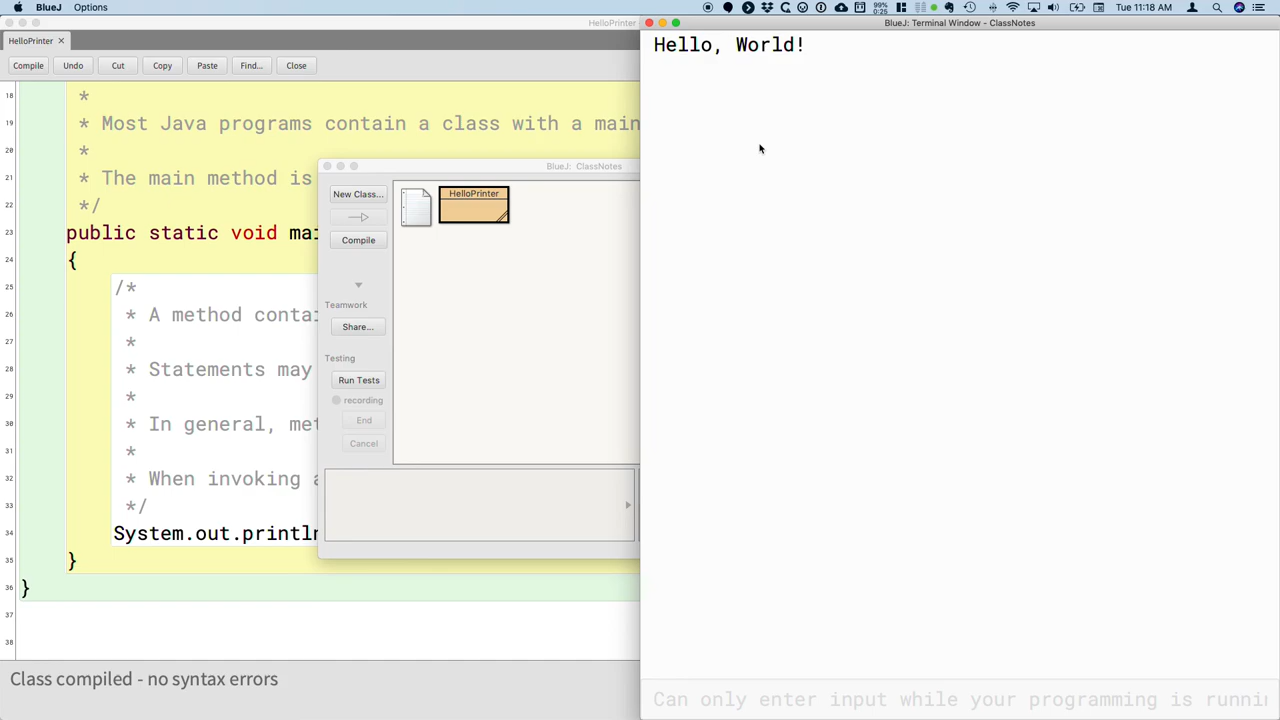 BlueJ Options
99%
0:25
Tue 11:18 AM
HelloPrinter
HelloPrinter ×
Compile Undo Cut Copy Paste Find... Close
18 *
19 * Most Java programs contain a class with a main
20 *
21 * The main method is
22 */
23 public static void mai
24 {
25 /*
26 * A method contai
27 *
28 * Statements may
29 *
30 * In general, met
31 *
32 * When invoking a
33 */
34 System.out.println
35 }
36 }
37
38
Class compiled - no syntax errors
BlueJ: ClassNotes
New Class...
Compile
Teamwork
Share...
Testing
Run Tests
recording
End
Cancel
HelloPrinter
BlueJ: Terminal Window - ClassNotes
Hello, World!
Can only enter input while your programming is runnin